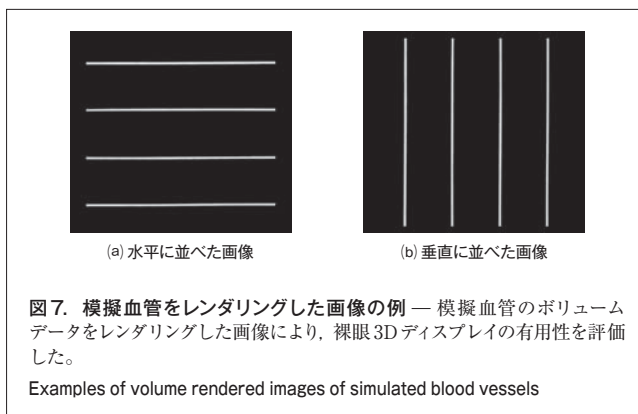 (a) 水平に並べた画像
(b) 垂直に並べた画像
図7. 模擬血管をレンダリングした画像の例 — 模擬血管のボリューム
データをレンダリングした画像により，裸眼3Dディスプレイの有用性を評価
した。
Examples of volume rendered images of simulated blood vessels